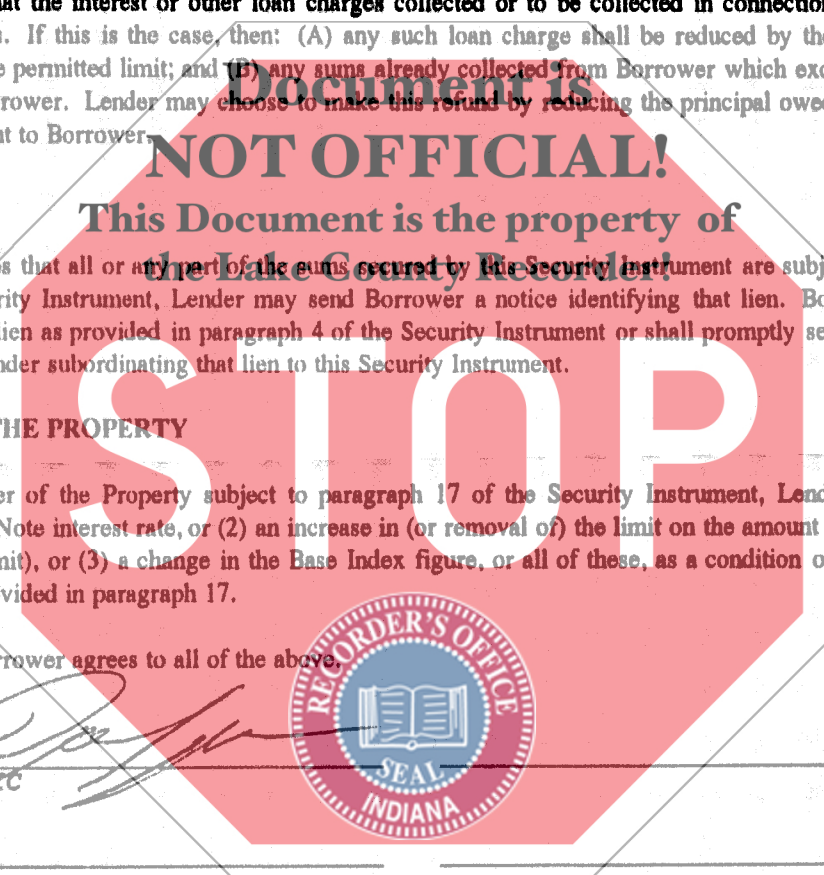 at the interest or other loan charges collected or to be collected in connection
s. If this is the case, then: (A) any such loan charge shall be reduced by the
e permitted limit; and (B) any sums already collected from Borrower which exc
rrower. Lender may choose to make this refund by reducing the principal owe
nt to Borrower.
Document is
NOT OFFICIAL!
This Document is the property of
the Lake County Recorder!
s that all or any part of the sums secured by this Security Instrument are subj
rity Instrument, Lender may send Borrower a notice identifying that lien. Bo
lien as provided in paragraph 4 of the Security Instrument or shall promptly se
nder subordinating that lien to this Security Instrument.
STOP
THE PROPERTY
er of the Property subject to paragraph 17 of the Security Instrument, Lend
Note interest rate, or (2) an increase in (or removal of) the limit on the amount
mit), or (3) a change in the Base Index figure, or all of these, as a condition o
vided in paragraph 17.
rrower agrees to all of the above.
RECORDER'S OFFICE
SEAL
INDIANA